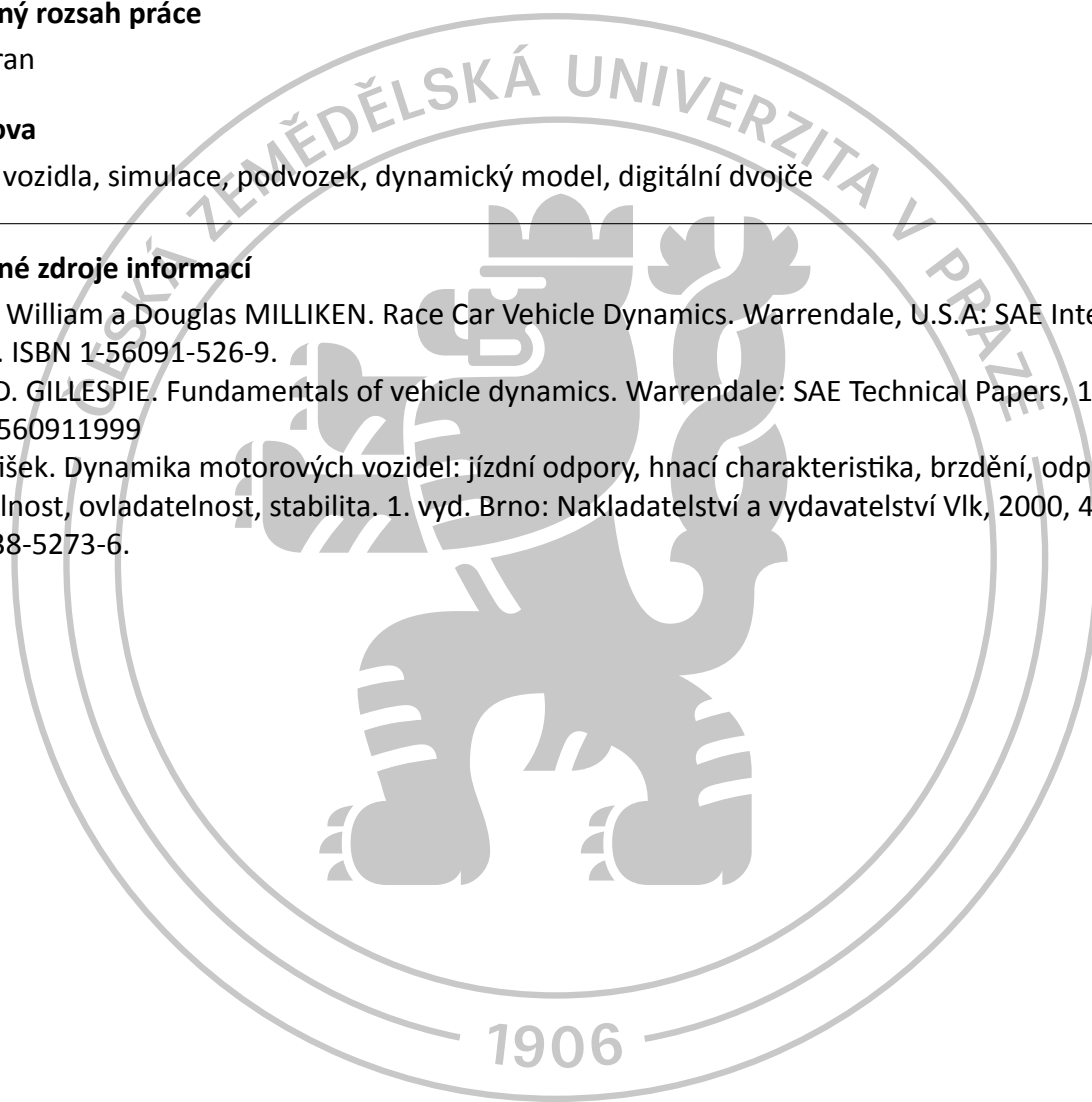 ný rozsah práce
ran
ova
vozidla, simulace, podvozek, dynamický model, digitální dvojče
né zdroje informací
William a Douglas MILLIKEN. Race Car Vehicle Dynamics. Warrendale, U.S.A: SAE Inte
. ISBN 1-56091-526-9.
D. GILLESPIE. Fundamentals of vehicle dynamics. Warrendale: SAE Technical Papers, 1
560911999
išek. Dynamika motorových vozidel: jízdní odpory, hnací charakteristika, brzdění, odp
lnost, ovladatelnost, stabilita. 1. vyd. Brno: Nakladatelství a vydavatelství Vlk, 2000, 4
38-5273-6.
ČESKÁ ZEMĚDĚLSKÁ UNIVERZITA V PRAZE
1906